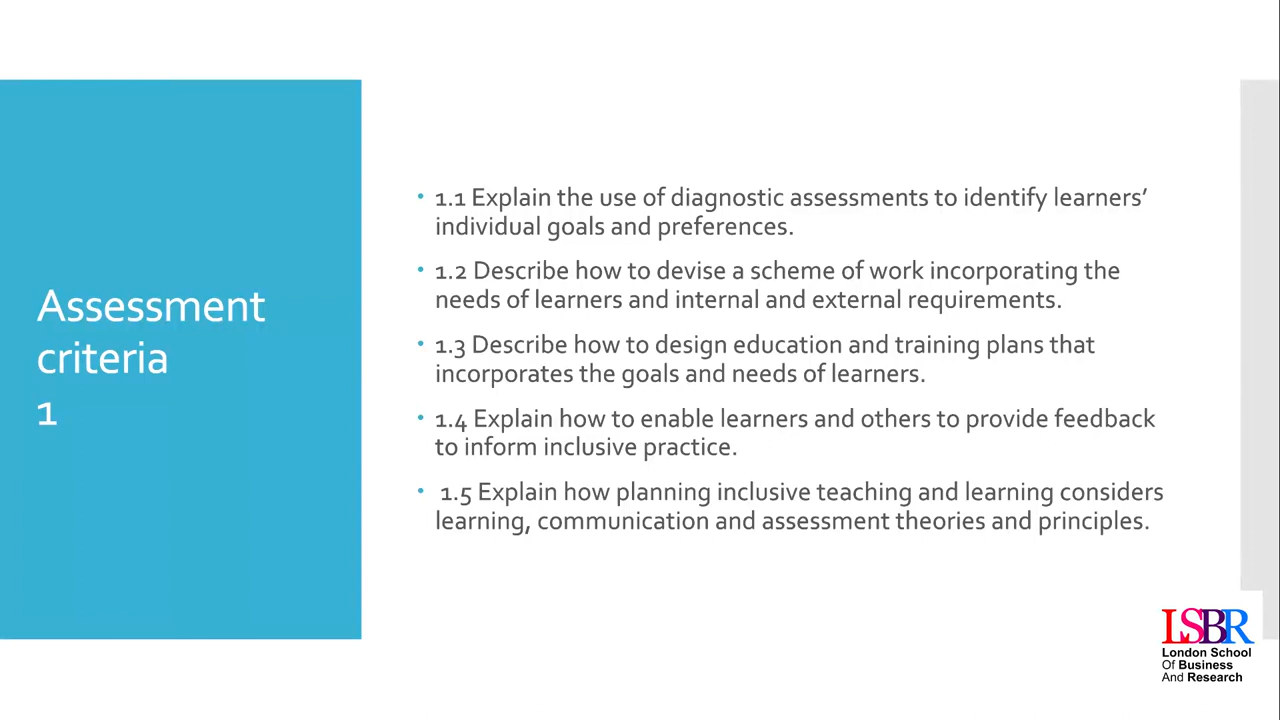 Assessment
criteria
1
• 1.1 Explain the use of diagnostic assessments to identify learners’
individual goals and preferences.
• 1.2 Describe how to devise a scheme of work incorporating the
needs of learners and internal and external requirements.
• 1.3 Describe how to design education and training plans that
incorporates the goals and needs of learners.
• 1.4 Explain how to enable learners and others to provide feedback
to inform inclusive practice.
• 1.5 Explain how planning inclusive teaching and learning considers
learning, communication and assessment theories and principles.
LSBR
London School
Of Business
And Research